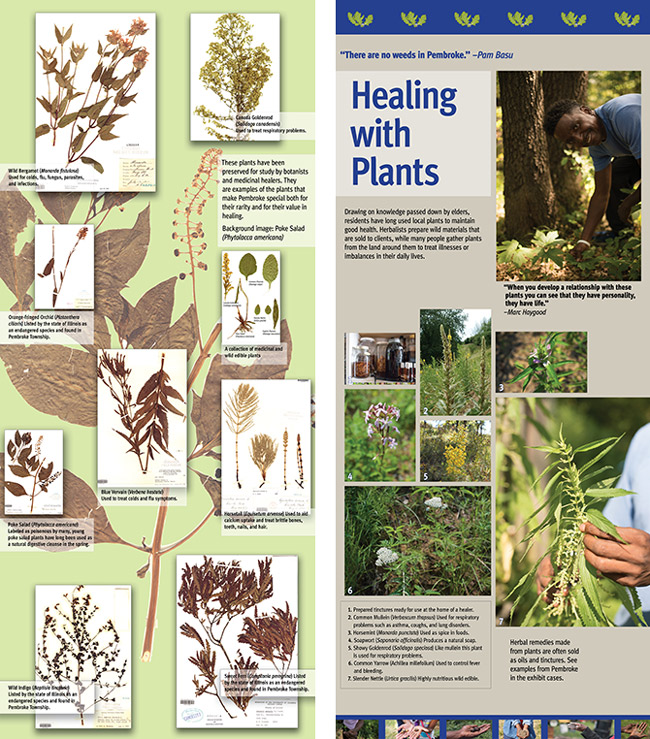 Canada Goldenrod
(Solidago canadensis)
Used to treat respiratory problems.
Wild Bergamot (Monarda fistulosa)
Used for colds, flu, fungus, parasites,
and infections.
These plants have been
preserved for study by botanists
and medicinal healers. They
are examples of the plants that
make Pembroke special both for
their rarity and for their value in
healing.
Background image: Poke Salad
(Phytolacca americana)
Orange-fringed Orchid (Platanthera
ciliaris) Listed by the state of Illinois as
an endangered species and found in
Pembroke Township.
A collection of medicinal and
wild edible plants
Blue Vervain (Verbena hastata)
Used to treat colds and flu symptoms.
Horsetail (Equisetum arvense) Used to aid
calcium uptake and treat brittle bones,
teeth, nails, and hair.
Poke Salad (Phytolacca americana)
Labeled as poisonous by many, young
poke salad plants have long been used as
a natural digestive cleanse in the spring.
Wild Indigo (Baptisia tinctoria)
Listed by the state of Illinois as an
endangered species and found in
Pembroke Township.
Sweet Fern (Comptonia peregrina) Listed
by the state of Illinois as an endangered
species and found in Pembroke Township.
“There are no weeds in Pembroke.” –Pam Basu
Healing
with
Plants
Drawing on knowledge passed down by elders,
residents have long used local plants to maintain
good health. Herbalists prepare wild materials that
are sold to clients, while many people gather plants
from the land around them to treat illnesses or
imbalances in their daily lives.
“When you develop a relationship with these
plants you can see that they have personality,
they have life.”
–Marc Haygood
1
2
3
4
5
6
7
1. Prepared tinctures ready for use at the home of a healer.
2. Common Mullein (Verbascum thapsus) Used for respiratory
problems such as asthma, coughs, and lung disorders.
3. Horsemint (Monarda punctata) Used as spice in foods.
4. Soapwort (Saponaria officinalis) Produces a natural soap.
5. Showy Goldenrod (Solidago speciosa) Like mullein this plant
is used for respiratory problems.
6. Common Yarrow (Achillea millefolium) Used to control fever
and bleeding.
7. Slender Nettle (Urtica gracilis) Highly nutritious wild edible.
Herbal remedies made
from plants are often sold
as oils and tinctures. See
examples from Pembroke
in the exhibit cases.